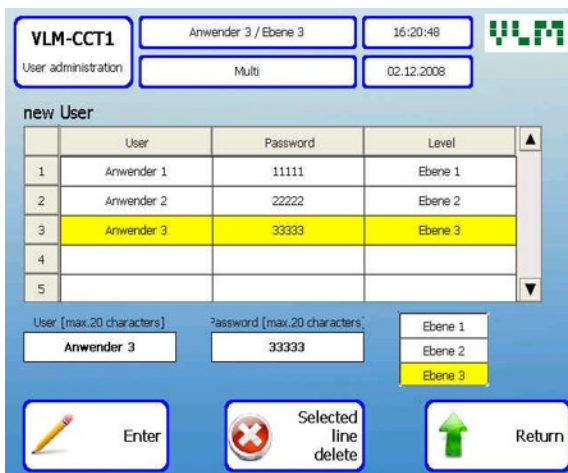 VLM-CCT1
User administration
Anwender 3 / Ebene 3
16:20:48
VLM
Multi
02.12.2008
new User
User Password Level
1 Anwender 1 11111 Ebene 1
2 Anwender 2 22222 Ebene 2
3 Anwender 3 33333 Ebene 3
4
5
User [max.20 characters]
Password [max.20 characters]
Anwender 3
33333
Ebene 1
Ebene 2
Ebene 3
Enter
Selected
line
delete
Return